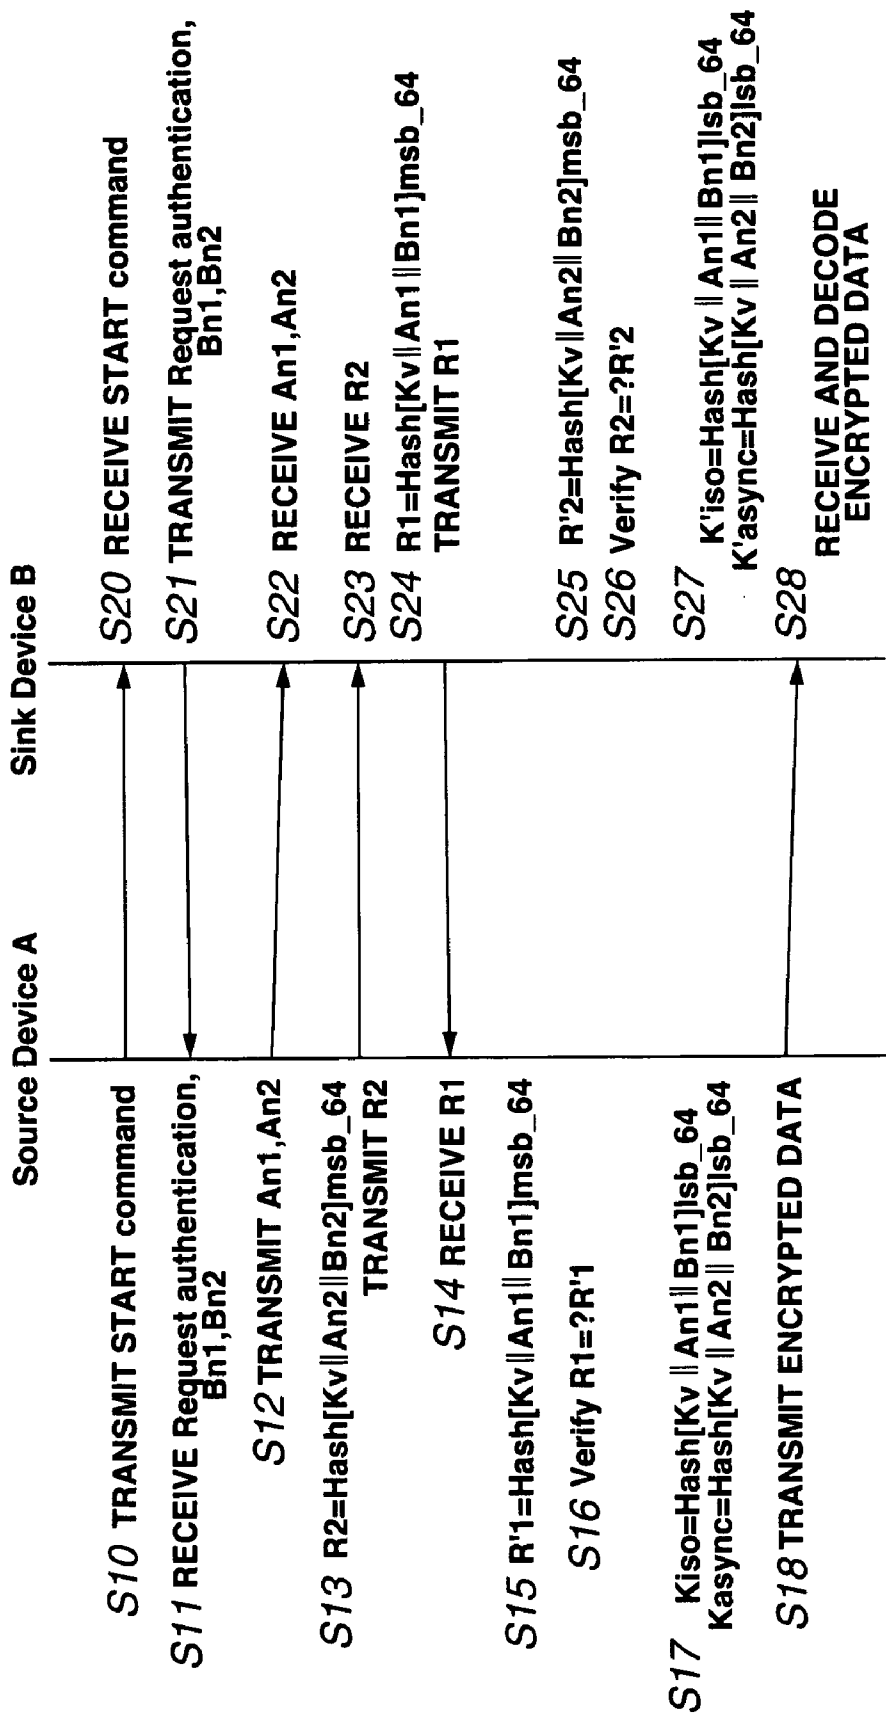 Source Device A
Sink Device B
S10 TRANSMIT START command
S11 RECEIVE Request authentication,
Bn1,Bn2
S12 TRANSMIT An1,An2
S13 R2=Hash[Kv||An2||Bn2]msb_64
TRANSMIT R2
S14 RECEIVE R1
S15 R'1=Hash[Kv||An1||Bn1]msb_64
S16 Verify R1=?R'1
S17 Kiso=Hash[Kv || An1||Bn1]lsb_64
Kasync=Hash[Kv || An2|| Bn2]lsb_64
S18 TRANSMIT ENCRYPTED DATA
S20 RECEIVE START command
S21 TRANSMIT Request authentication,
Bn1,Bn2
S22 RECEIVE An1,An2
S23 RECEIVE R2
S24 R1=Hash[Kv||An1||Bn1]msb_64
TRANSMIT R1
S25 R'2=Hash[Kv||An2||Bn2]msb_64
S26 Verify R2=?R'2
S27 K'iso=Hash[Kv || An1||Bn1]lsb_64
K'async=Hash[Kv || An2|| Bn2]lsb_64
S28 RECEIVE AND DECODE
ENCRYPTED DATA